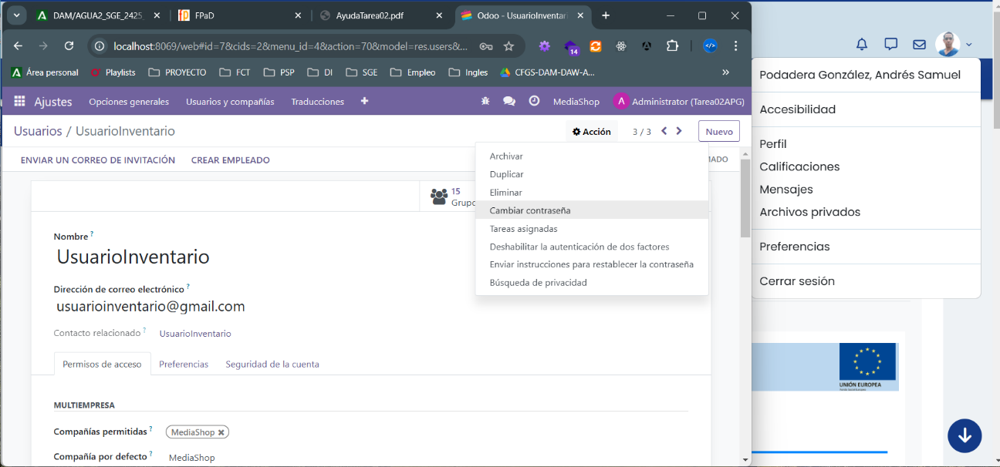 DAM/AGUA2_SGE_2425_
FPaD
AyudaTarea02.pdf
Odoo - UsuarioInventari
localhost:8069/web#id=7&cids=2&menu_id=4&action=70&model=res.users&...
14
Área personal
Playlists
PROYECTO
FCT
PSP
DI
SGE
Empleo
Ingles
CFGS-DAM-DAW-A...
»
Ajustes
Opciones generales
Usuarios y compañías
Traducciones
MediaShop
A
Administrator (Tarea02APG)
Usuarios / UsuarioInventario
Acción
3 / 3
Nuevo
ENVIAR UN CORREO DE INVITACIÓN
CREAR EMPLEADO
MADO
Archivar
Duplicar
Eliminar
Cambiar contraseña
Tareas asignadas
Deshabilitar la autenticación de dos factores
Enviar instrucciones para restablecer la contraseña
Búsqueda de privacidad
15
Grupo
Nombre ?
UsuarioInventario
Dirección de correo electrónico ?
usuarioinventario@gmail.com
Contacto relacionado ? UsuarioInventario
Permisos de acceso
Preferencias
Seguridad de la cuenta
MULTIEMPRESA
Compañías permitidas ? MediaShop
Compañía por defecto ? MediaShop
Podadera González, Andrés Samuel
Accesibilidad
Perfil
Calificaciones
Mensajes
Archivos privados
Preferencias
Cerrar sesión
UNIÓN EUROPEA